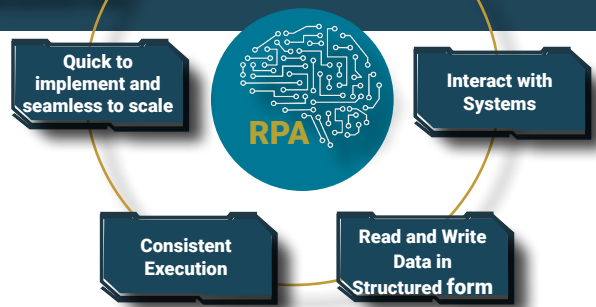 Quick to
implement and
seamless to scale
RPA
Interact with
Systems
Consistent
Execution
Read and Write
Data in
Structured form